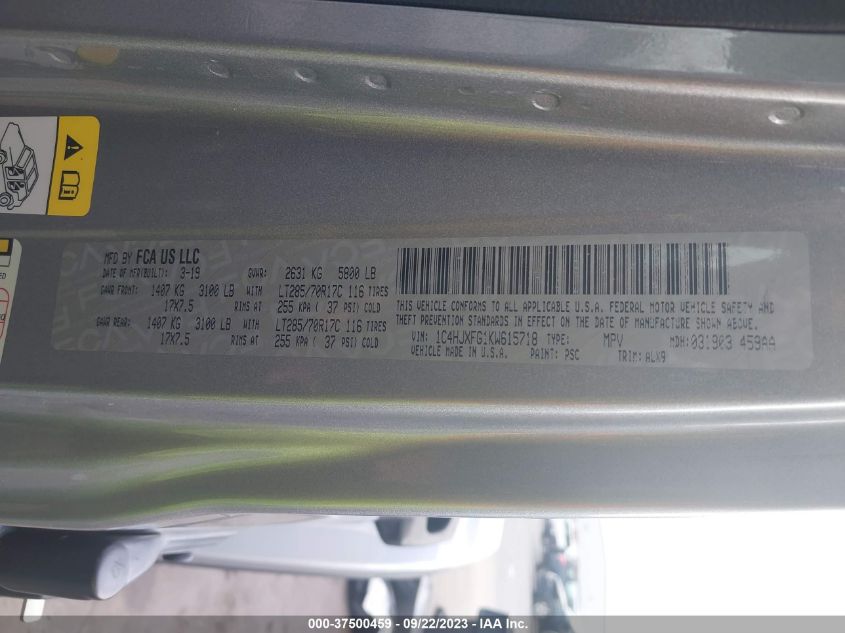 MFD BY FCA US LLC
DATE OF MFR(BUILT): 3-19 GVWR: 2631 KG 5800 LB
GAWR FRONT: 1407 KG 3100 LB WITH LT285/70R17C 116 TIRES
17X7.5 RIMS AT 255 KPA ( 37 PSI) COLD
GAWR REAR: 1407 KG 3100 LB WITH LT285/70R17C 116 TIRES
17X7.5 RIMS AT 255 KPA ( 37 PSI) COLD
THIS VEHICLE CONFORMS TO ALL APPLICABLE U.S.A. FEDERAL MOTOR VEHICLE SAFETY AND
THEFT PREVENTION STANDARDS IN EFFECT ON THE DATE OF MANUFACTURE SHOWN ABOVE.
VIN: 1C4HJXFG1KW615718 TYPE: MPV MDH: 031903 459AA
VEHICLE MADE IN U.S.A. PAINT: PSC TRIM: ALX9
000-37500459 - 09/22/2023 - IAAI.COM